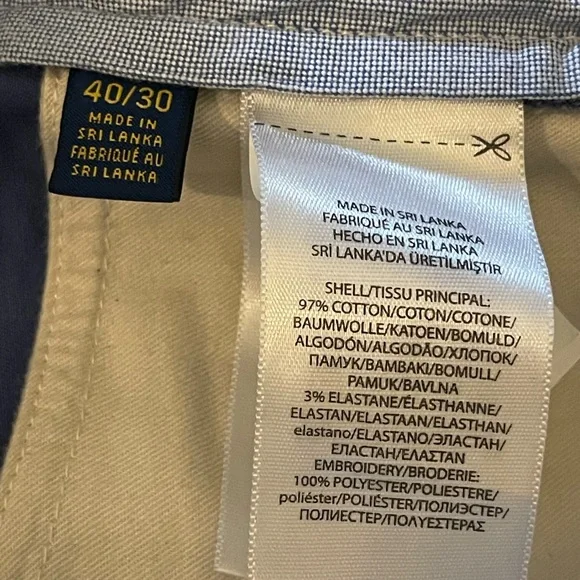 40/30
MADE IN
SRI LANKA
FABRIQUÉ AU
SRI LANKA
MADE IN SRI LANKA
FABRIQUÉ AU SRI LANKA
HECHO EN SRI LANKA
SRİ LANKA'DA ÜRETİLMİŞTİR
SHELL/TISSU PRINCIPAL:
97% COTTON/COTON/COTONE/
BAUMWOLLE/KATOEN/BOMULD/
ALGODÓN/ALGODÃO/ХЛОПОК/
ПАМУК/ΒΑΜΒΑΚΙ/BOMULL/
PAMUK/BAVLNA
3% ELASTANE/ÉLASTHANNE/
ELASTAN/ELASTAAN/ELASTHAN/
elastano/ELASTANO/ЭЛАСТАН/
ЕЛАСТАН/ΕΛΑΣΤΑΝ
EMBROIDERY/BRODERIE:
100% POLYESTER/POLIESTERE/
poliéster/POLIÉSTER/ПОЛИЭСТЕР/
ПОЛИЕСТЕР/ΠΟΛΥΕΣΤΕΡΑΣ